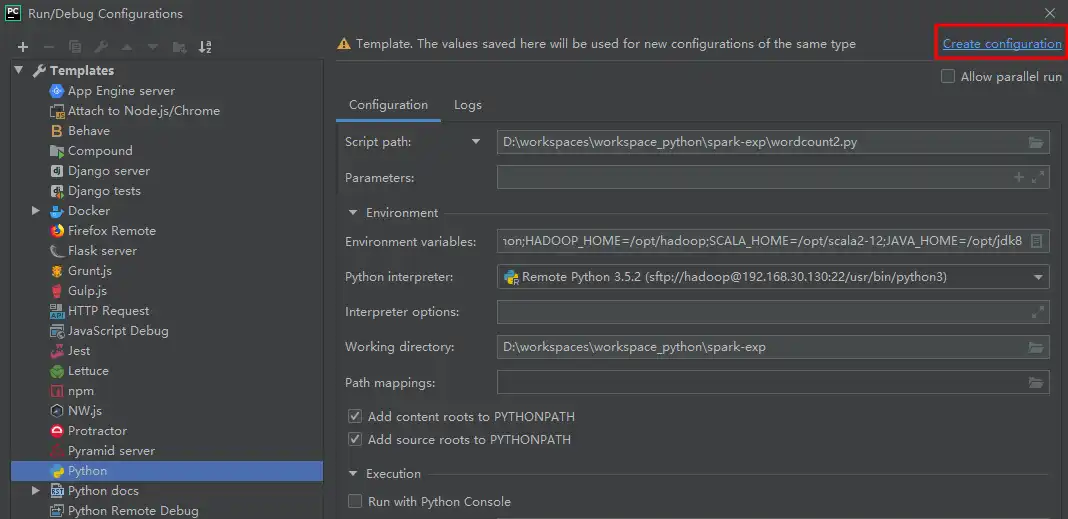 Run/Debug Configurations
Template. The values saved here will be used for new configurations of the same type
Create configuration
Allow parallel run
Templates
App Engine server
Attach to Node.js/Chrome
Behave
Compound
Django server
Django tests
Docker
Firefox Remote
Flask server
Grunt.js
Gulp.js
HTTP Request
JavaScript Debug
Jest
Lettuce
npm
NW.js
Protractor
Pyramid server
Python
Python docs
Python Remote Debug
Configuration Logs
Script path: D:\workspaces\workspace_python\spark-exp\wordcount2.py
Parameters:
Environment
Environment variables: non;HADOOP_HOME=/opt/hadoop;SCALA_HOME=/opt/scala2-12;JAVA_HOME=/opt/jdk8
Python interpreter: Remote Python 3.5.2 (sftp://hadoop@192.168.30.130:22/usr/bin/python3)
Interpreter options:
Working directory: D:\workspaces\workspace_python\spark-exp
Path mappings:
Add content roots to PYTHONPATH
Add source roots to PYTHONPATH
Execution
Run with Python Console